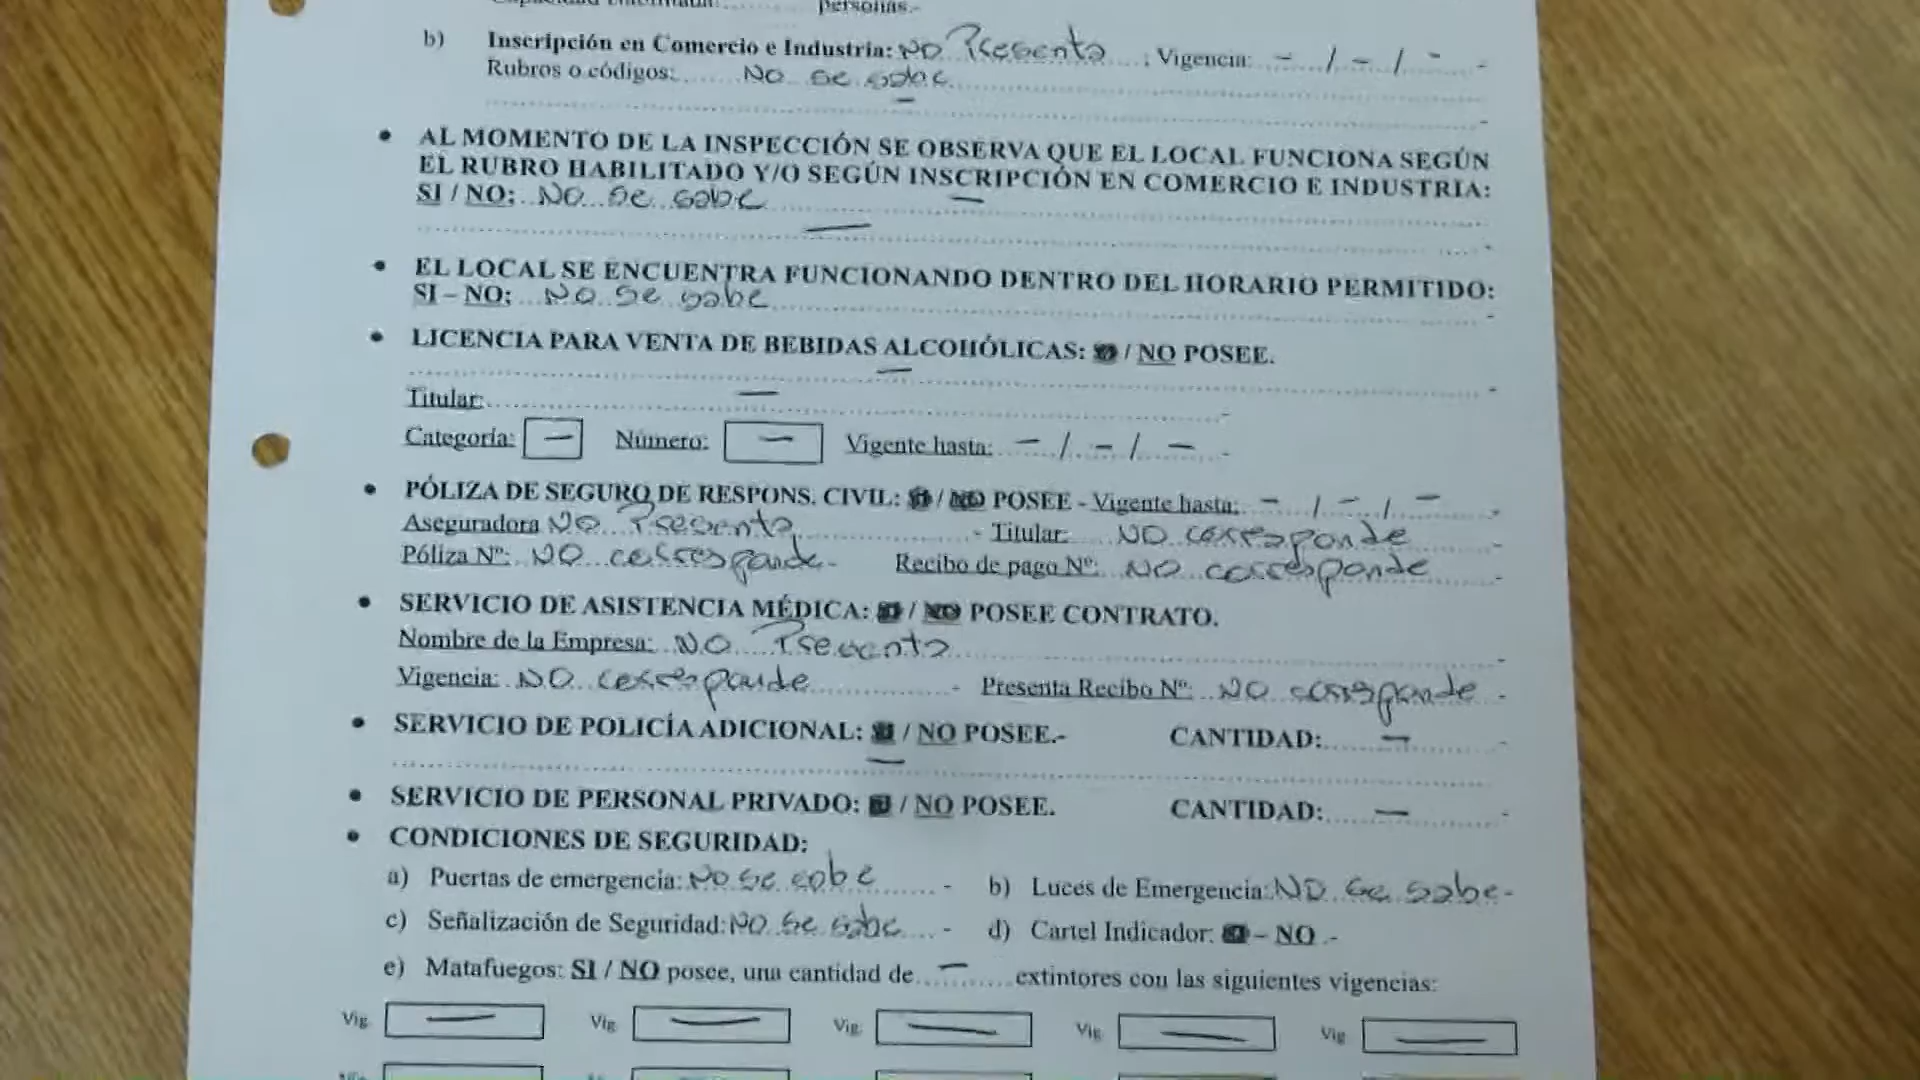 personas.-
b) Inscripción en Comercio e Industria: No Presenta ; Vigencia: - / - / - -
Rubros o códigos: No se sabe
• AL MOMENTO DE LA INSPECCIÓN SE OBSERVA QUE EL LOCAL FUNCIONA SEGÚN
EL RUBRO HABILITADO Y/O SEGÚN INSCRIPCIÓN EN COMERCIO E INDUSTRIA:
SI / NO: No se sabe
• EL LOCAL SE ENCUENTRA FUNCIONANDO DENTRO DEL HORARIO PERMITIDO:
SI – NO: No se sabe
• LICENCIA PARA VENTA DE BEBIDAS ALCOHÓLICAS: / NO POSEE.
Titular: —
Categoría: — Número: — Vigente hasta: - / - / - -
• PÓLIZA DE SEGURO DE RESPONS. CIVIL: / NO POSEE - Vigente hasta: - / - / - -
Aseguradora No Presenta - Titular: No corresponde -
Póliza Nº: No corresponde - Recibo de pago Nº: No corresponde -
• SERVICIO DE ASISTENCIA MÉDICA: / NO POSEE CONTRATO.
Nombre de la Empresa: No Presenta -
Vigencia: No corresponde - Presenta Recibo Nº: No corresponde -
• SERVICIO DE POLICÍA ADICIONAL: / NO POSEE.- CANTIDAD: — -
• SERVICIO DE PERSONAL PRIVADO: / NO POSEE. CANTIDAD: — -
• CONDICIONES DE SEGURIDAD:
a) Puertas de emergencia: No se sabe - b) Luces de Emergencia: No se sabe -
c) Señalización de Seguridad: No se sabe - d) Cartel Indicador: – NO .-
e) Matafuegos: SI / NO posee, una cantidad de — extintores con las siguientes vigencias:
Vig — Vig — Vig — Vig — Vig —